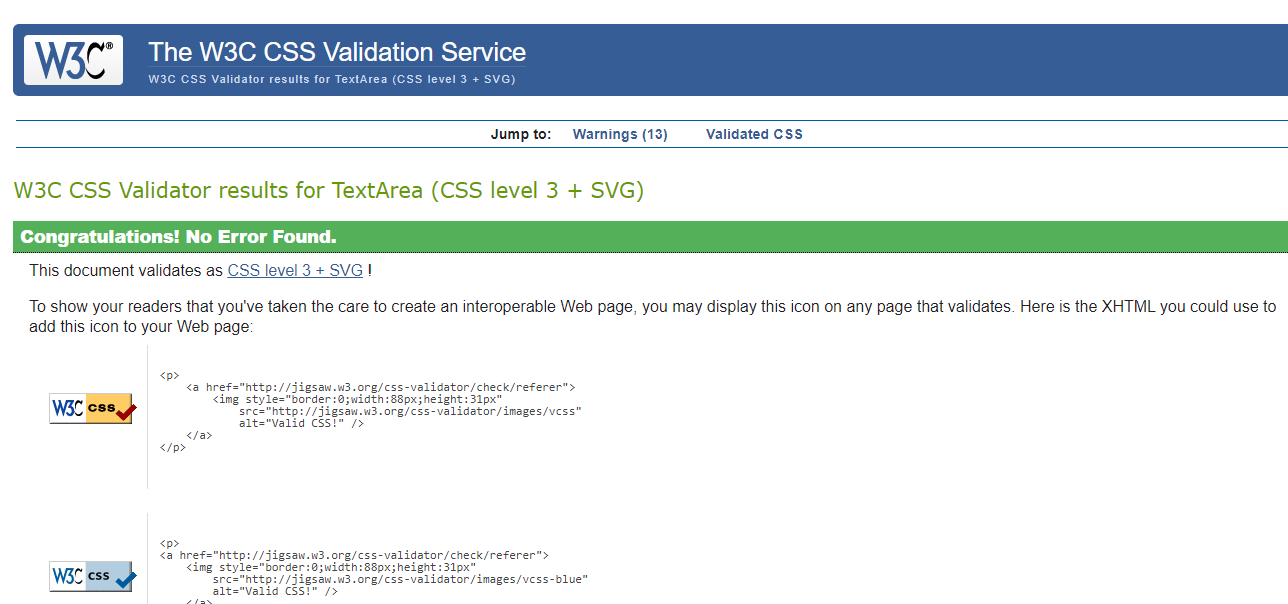 W3C®
The W3C CSS Validation Service
W3C CSS Validator results for TextArea (CSS level 3 + SVG)
Jump to: Warnings (13) Validated CSS
W3C CSS Validator results for TextArea (CSS level 3 + SVG)
Congratulations! No Error Found.
This document validates as CSS level 3 + SVG !
To show your readers that you've taken the care to create an interoperable Web page, you may display this icon on any page that validates. Here is the XHTML you could use to
add this icon to your Web page:
W3C css
<p>
<a href="http://jigsaw.w3.org/css-validator/check/referer">
<img style="border:0;width:88px;height:31px"
src="http://jigsaw.w3.org/css-validator/images/vcss"
alt="Valid CSS!" />
</a>
</p>
W3C css
<p>
<a href="http://jigsaw.w3.org/css-validator/check/referer">
<img style="border:0;width:88px;height:31px"
src="http://jigsaw.w3.org/css-validator/images/vcss-blue"
alt="Valid CSS!" />
</a>